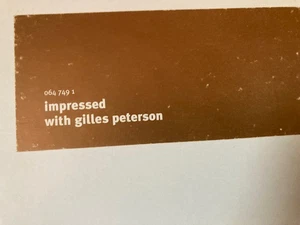 064 749 1
impressed
with gilles peterson